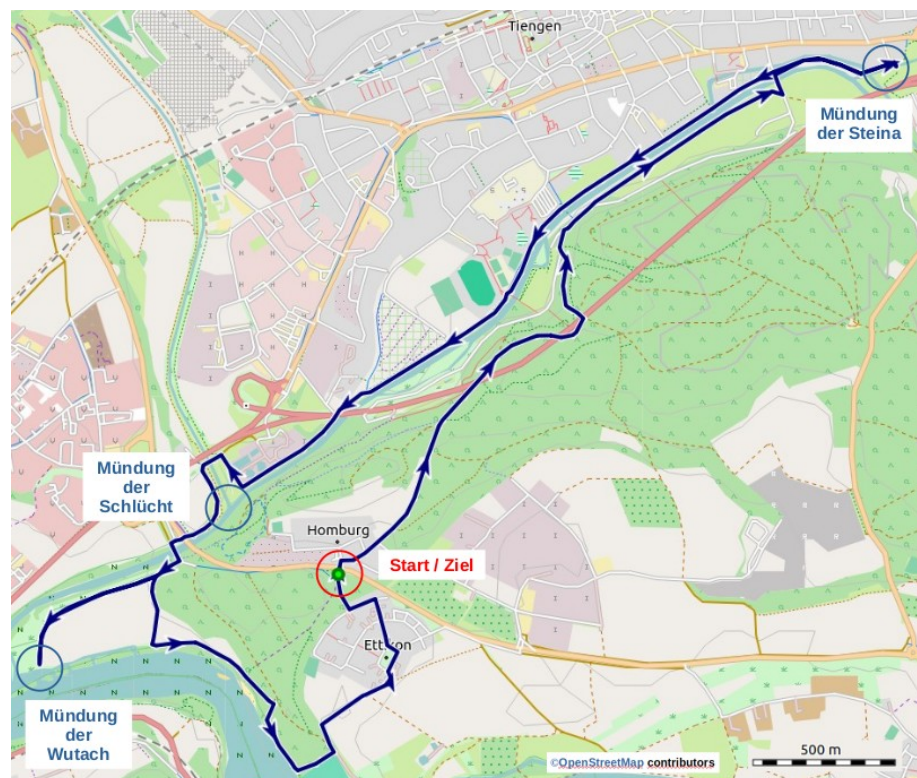 Tiengen
Mündung
der Steina
Mündung
der
Schlücht
Homburg
Start / Ziel
Ettikon
Mündung
der
Wutach
©OpenStreetMap contributors
500 m